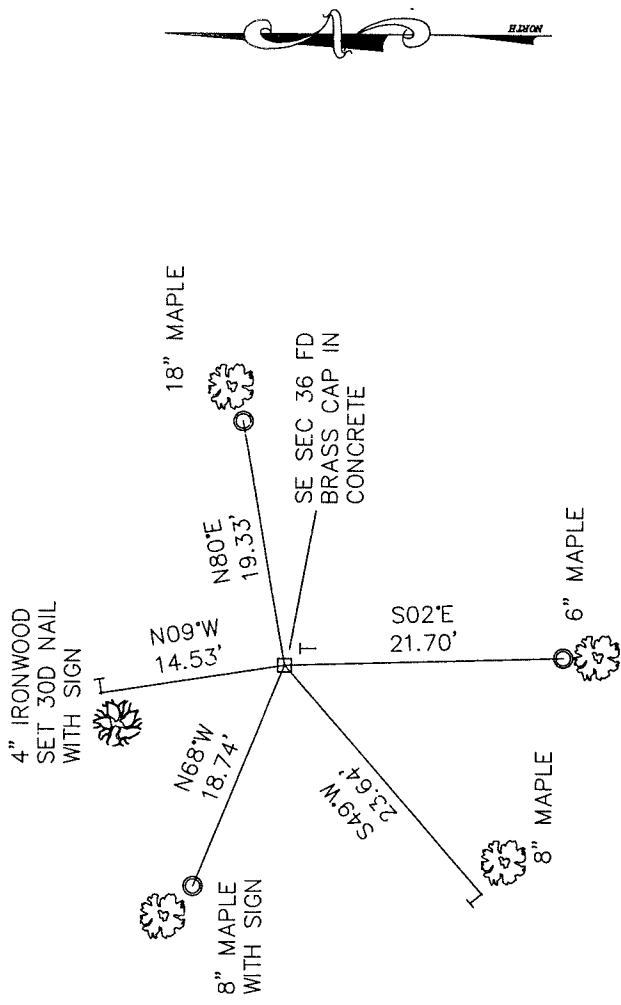 NORTH
4" IRONWOOD
SET 30D NAIL
WITH SIGN
18" MAPLE
N09°W
14.53'
N80°E
19.33'
N68°W
18.74'
SE SEC 36 FD
BRASS CAP IN
CONCRETE
8" MAPLE
WITH SIGN
S49°W
23.64'
S02°E
21.70'
8" MAPLE
6" MAPLE